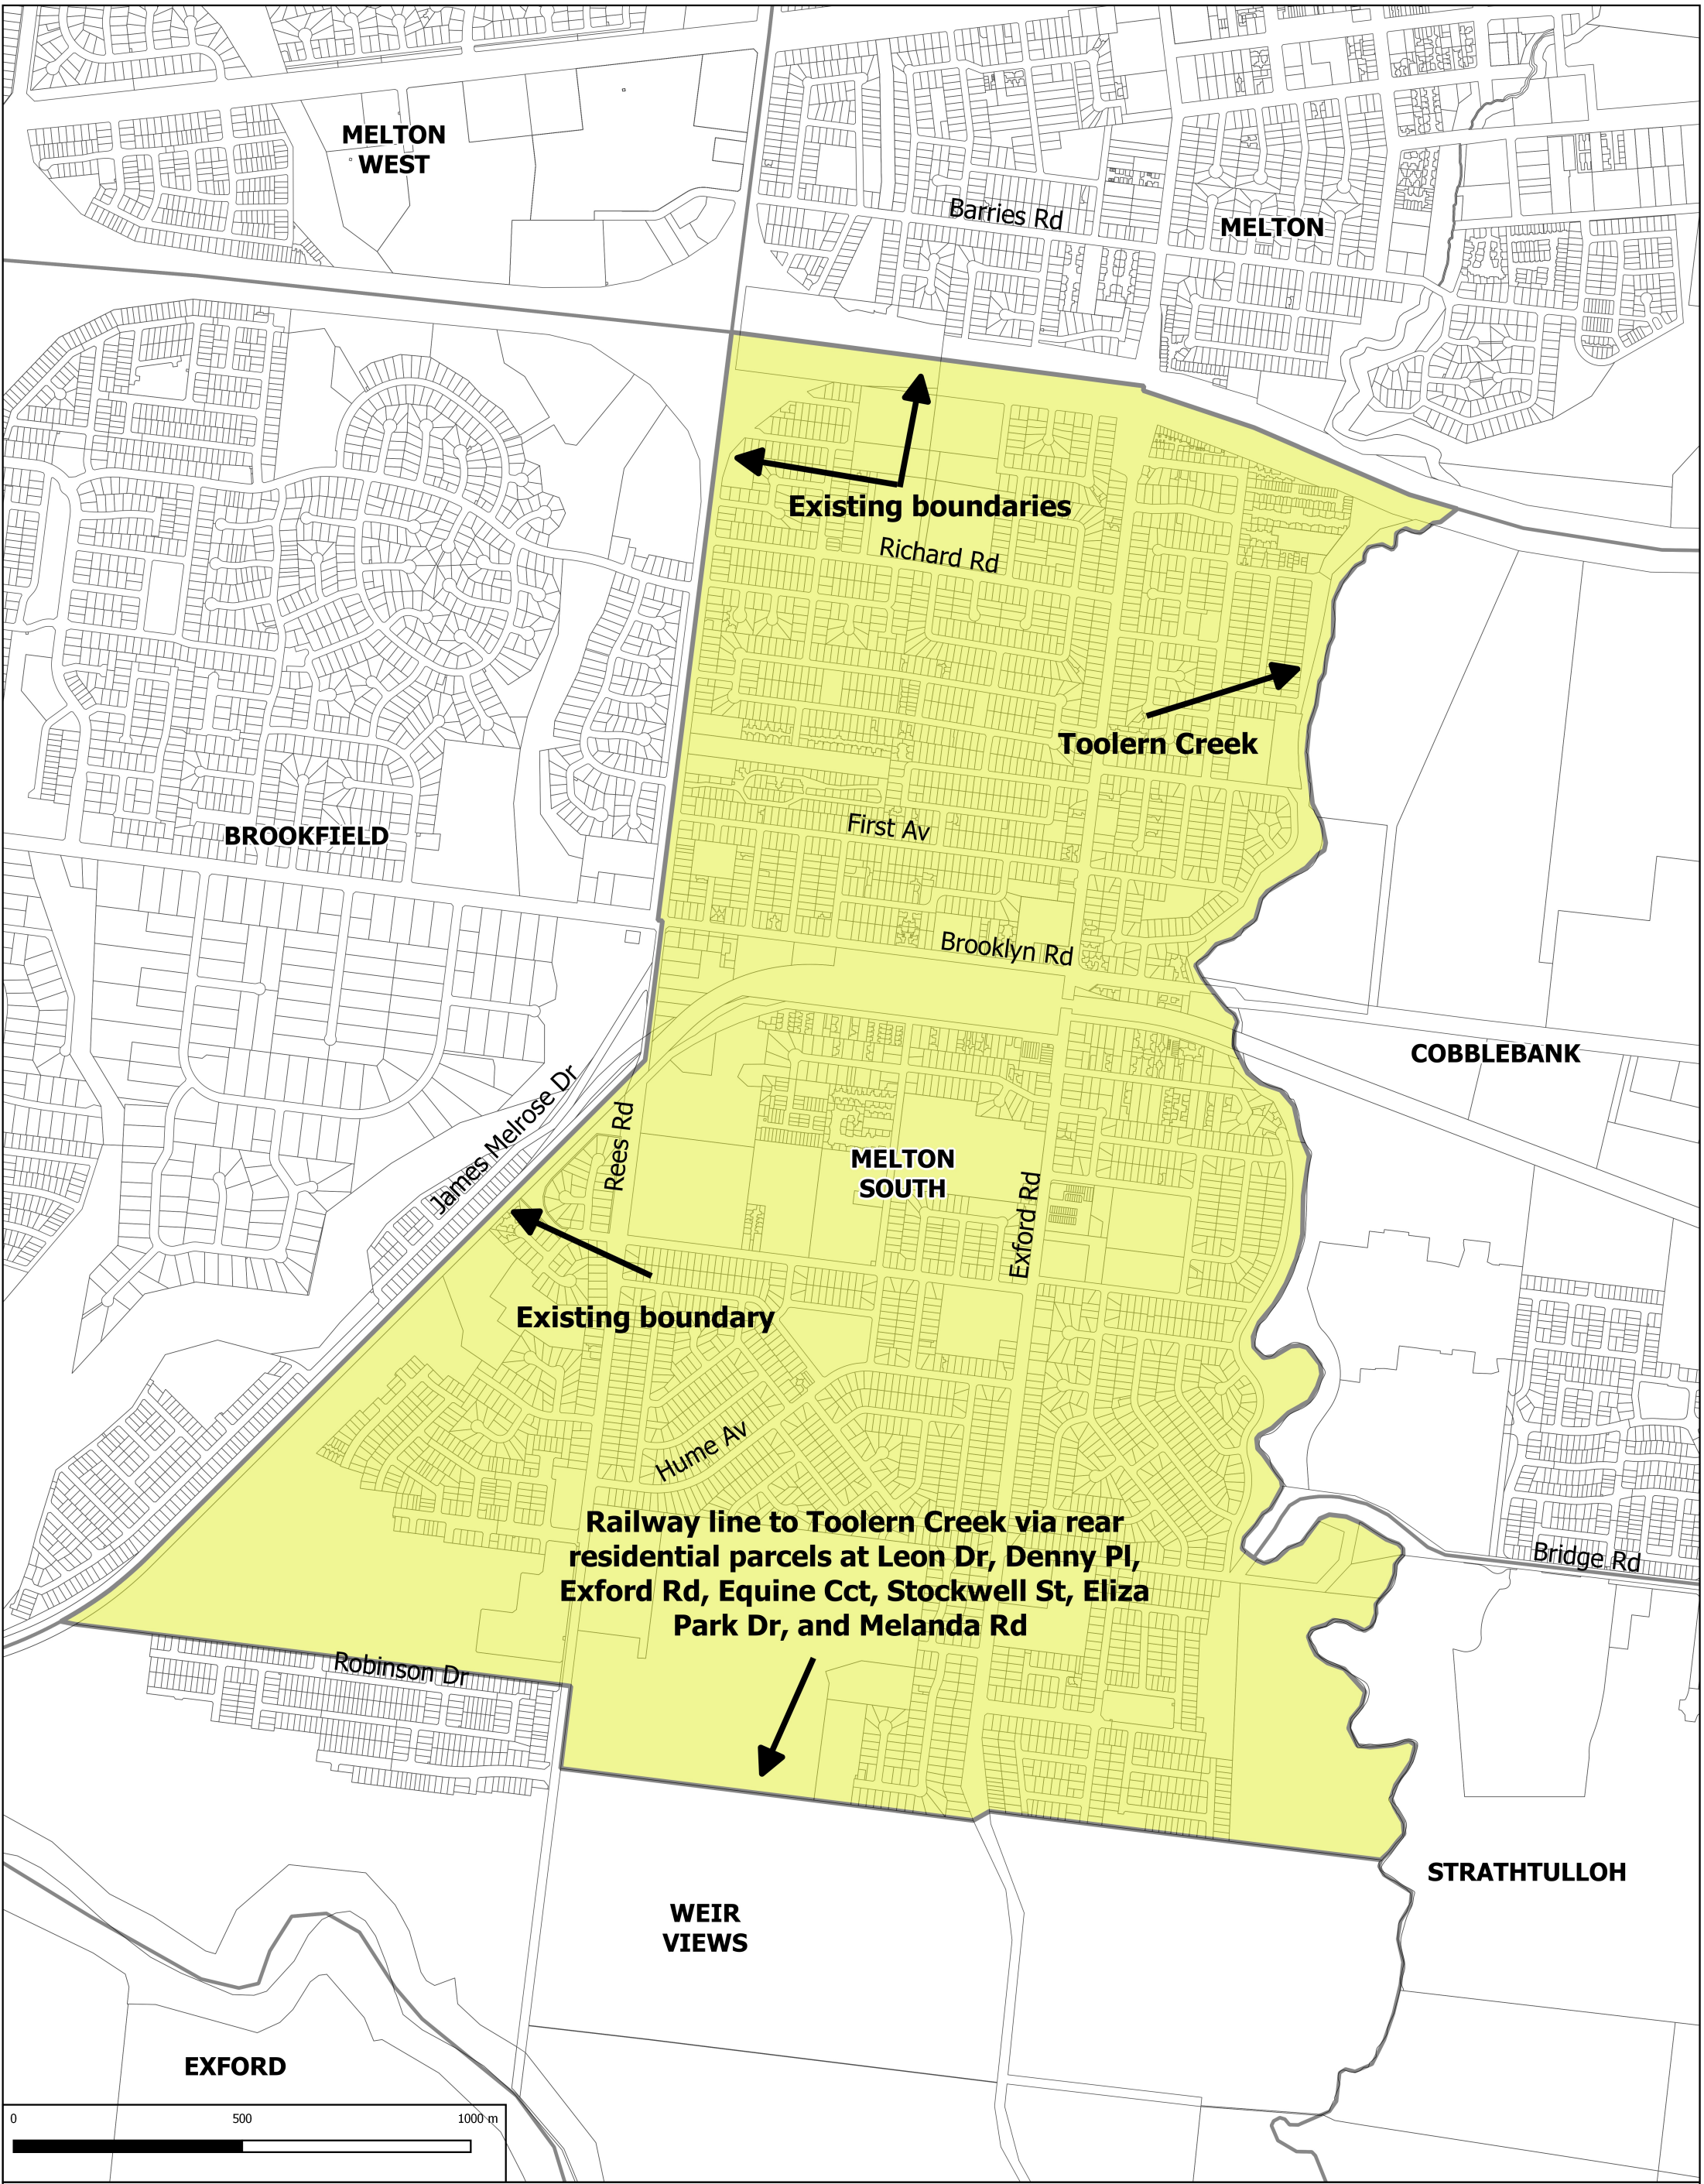 MELTON
WEST
Barries Rd
MELTON
Existing boundaries
Richard Rd
Toolern Creek
First Av
BROOKFIELD
Brooklyn Rd
COBBLEBANK
James Melrose Dr
Rees Rd
MELTON
SOUTH
Exford Rd
Existing boundary
Hume Av
Railway line to Toolern Creek via rear
residential parcels at Leon Dr, Denny Pl,
Exford Rd, Equine Cct, Stockwell St, Eliza
Park Dr, and Melanda Rd
Bridge Rd
Robinson Dr
STRATHTULLOH
WEIR
VIEWS
EXFORD
0 500 1000 m